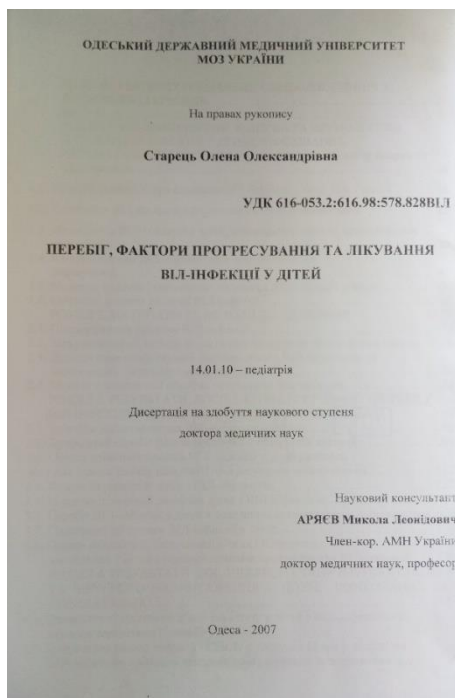 ОДЕСЬКИЙ ДЕРЖАВНИЙ МЕДИЧНИЙ УНІВЕРСИТЕТ
МОЗ УКРАЇНИ
На правах рукопису
Старець Олена Олександрівна
УДК 616-053.2:616.98:578.828ВІЛ
ПЕРЕБІГ, ФАКТОРИ ПРОГРЕСУВАННЯ ТА ЛІКУВАННЯ
ВІЛ-ІНФЕКЦІЇ У ДІТЕЙ
14.01.10 – педіатрія
Дисертація на здобуття наукового ступеня
доктора медичних наук
Науковий консультант
АРЯЄВ Микола Леонідович
Член-кор. АМН України
доктор медичних наук, професор
Одеса - 2007